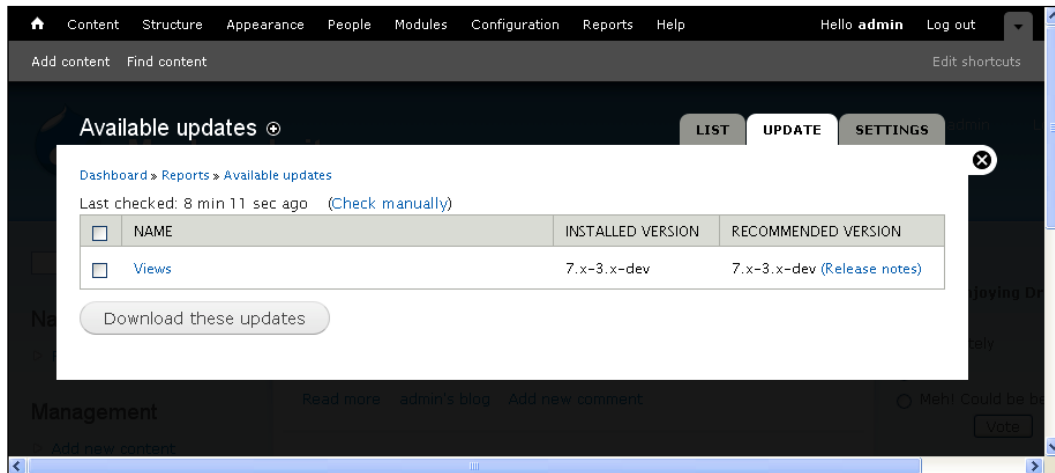 Content Structure Appearance People Modules Configuration Reports Help Hello admin Log out
Add content Find content Edit shortcuts
Available updates
LIST UPDATE SETTINGS
Dashboard » Reports » Available updates
Last checked: 8 min 11 sec ago (Check manually)
NAME INSTALLED VERSION RECOMMENDED VERSION
Views 7.x-3.x-dev 7.x-3.x-dev (Release notes)
Download these updates
Read more admin's blog Add new comment
Meh! Could be be
Management
Vote
Add new content